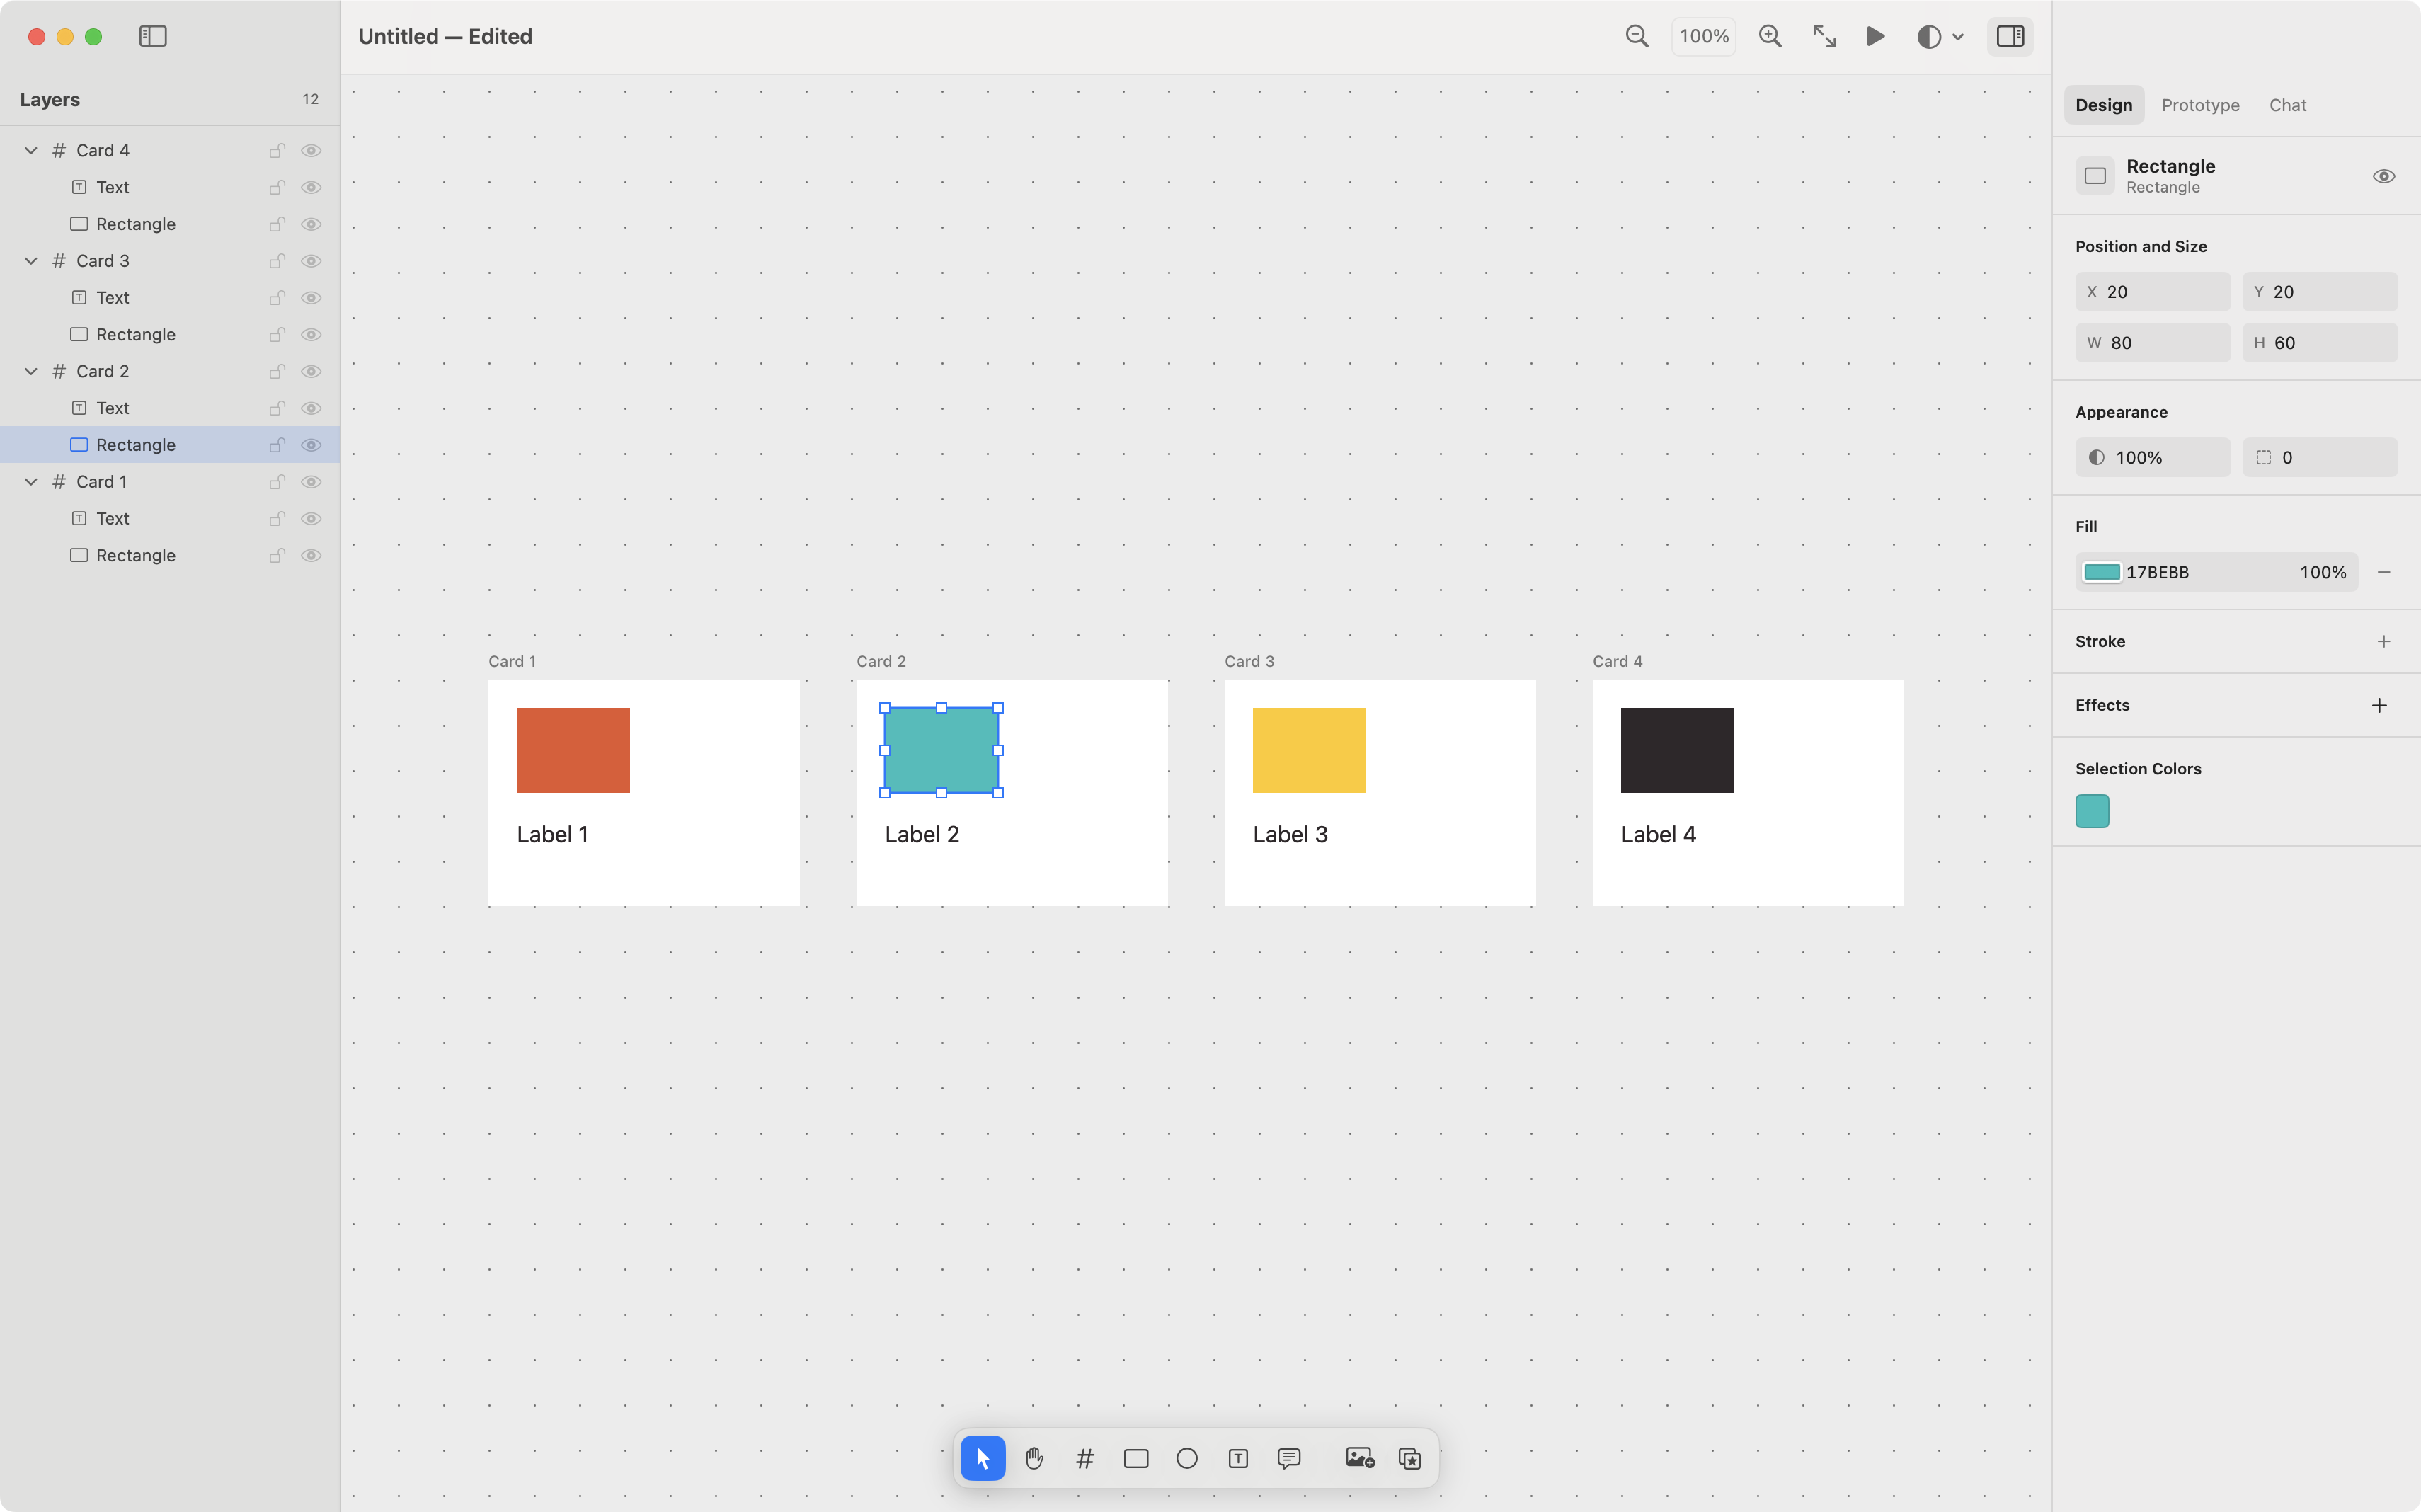 Untitled — Edited
100%
Layers
12
Card 4
Text
Rectangle
Card 3
Text
Rectangle
Card 2
Text
Rectangle
Card 1
Text
Rectangle
Card 1
Label 1
Card 2
Label 2
Card 3
Label 3
Card 4
Label 4
Design Prototype Chat
Rectangle
Rectangle
Position and Size
X 20 Y 20
W 80 H 60
Appearance
100% 0
Fill
17BEBB 100%
Stroke
Effects
Selection Colors